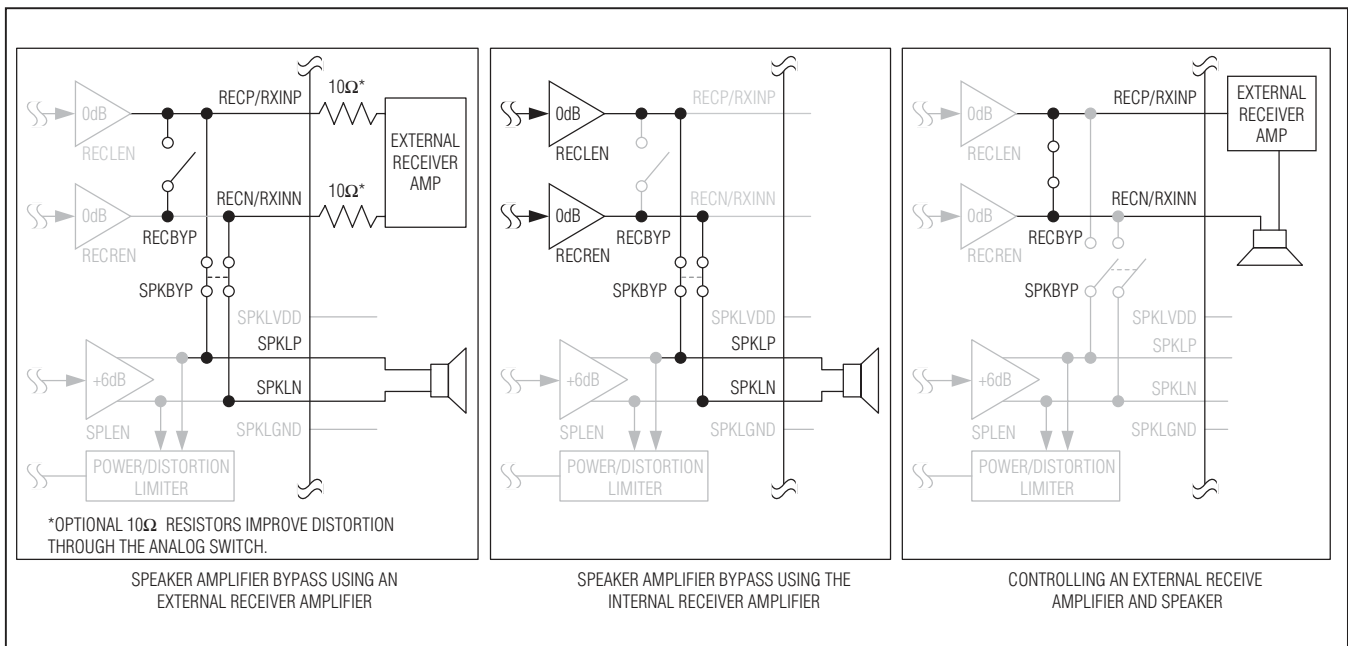 RECP/RXINP
10Ω*
0dB
RECLEN
EXTERNAL
RECEIVER
AMP
10Ω*
RECN/RXINN
0dB
RECREN
RECBYP
SPKBYP
SPKLVDD
SPKLP
+6dB
SPKLN
SPLEN
SPKLGND
POWER/DISTORTION
LIMITER
*OPTIONAL 10Ω RESISTORS IMPROVE DISTORTION
THROUGH THE ANALOG SWITCH.
SPEAKER AMPLIFIER BYPASS USING AN
EXTERNAL RECEIVER AMPLIFIER
RECP/RXINP
0dB
RECLEN
RECN/RXINN
0dB
RECREN
RECBYP
SPKBYP
SPKLVDD
SPKLP
+6dB
SPKLN
SPLEN
SPKLGND
POWER/DISTORTION
LIMITER
SPEAKER AMPLIFIER BYPASS USING THE
INTERNAL RECEIVER AMPLIFIER
RECP/RXINP
EXTERNAL
RECEIVER
AMP
0dB
RECLEN
RECN/RXINN
0dB
RECREN
RECBYP
SPKBYP
SPKLVDD
SPKLP
+6dB
SPKLN
SPLEN
SPKLGND
POWER/DISTORTION
LIMITER
CONTROLLING AN EXTERNAL RECEIVE
AMPLIFIER AND SPEAKER